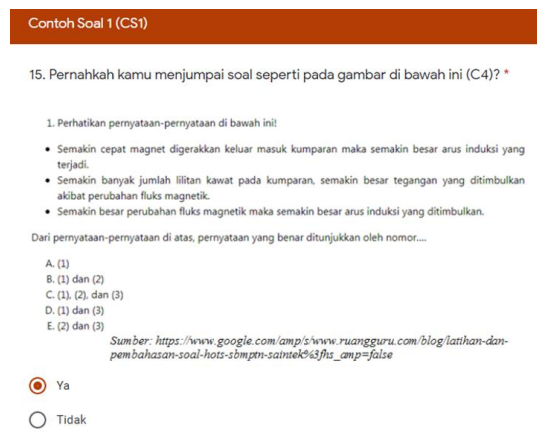 Contoh Soal 1 (CS1)
15. Pernahkah kamu menjumpai soal seperti pada gambar di bawah ini (C4)? *
1. Perhatikan pernyataan-pernyataan di bawah ini!
• Semakin cepat magnet digerakkan keluar masuk kumparan maka semakin besar arus induksi yang
terjadi.
• Semakin banyak jumlah lilitan kawat pada kumparan, semakin besar tegangan yang ditimbulkan
akibat perubahan fluks magnetik.
• Semakin besar perubahan fluks magnetik maka semakin besar arus induksi yang ditimbulkan.
Dari pernyataan-pernyataan di atas, pernyataan yang benar ditunjukkan oleh nomor....
A. (1)
B. (1) dan (2)
C. (1), (2), dan (3)
D. (1) dan (3)
E. (2) dan (3)
Sumber: https://www.google.com/amp/s/www.ruangguru.com/blog/latihan-dan-
pembahasan-soal-hots-sbmptn-saintek%3fhs_amp=false
Ya
Tidak